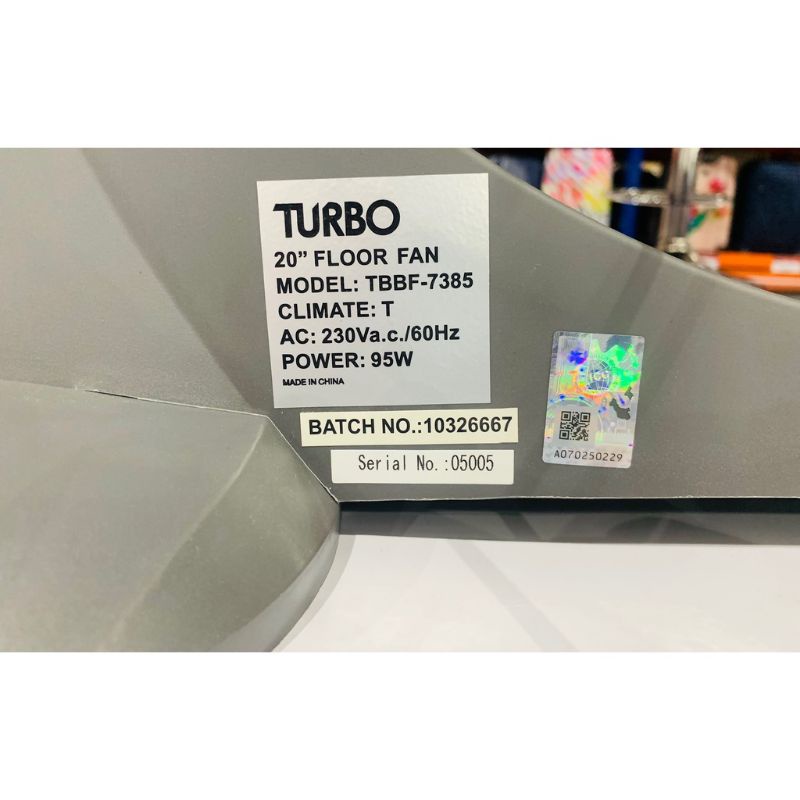 TURBO
20” FLOOR FAN
MODEL: TBBF-7385
CLIMATE: T
AC: 230Va.c./60Hz
POWER: 95W
MADE IN CHINA
BATCH NO.:10326667
Serial No.:05005
ICC
A070250229